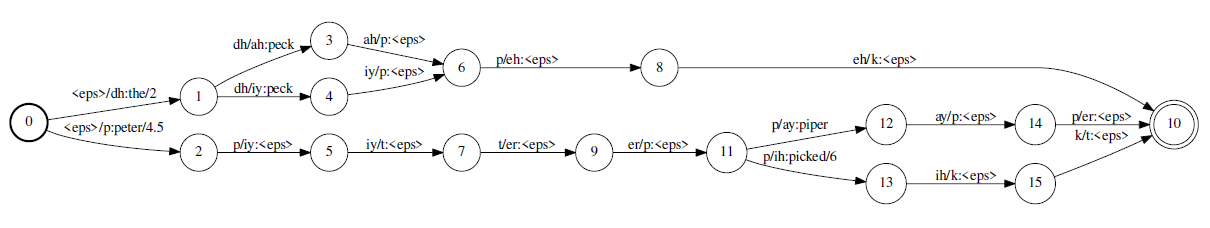 dh/ah:peck
3
ah/p:<eps>
iy/p:<eps>
6
p/eh:<eps>
8
eh/k:<eps>
<eps>/dh:the/2
1
dh/iy:peck
4
0
<eps>/p:peter/4.5
2
p/iy:<eps>
5
iy/t:<eps>
7
t/er:<eps>
9
er/p:<eps>
11
p/ay:piper
12
ay/p:<eps>
14
p/er:<eps>
10
k/t:<eps>
p/ih:picked/6
13
ih/k:<eps>
15